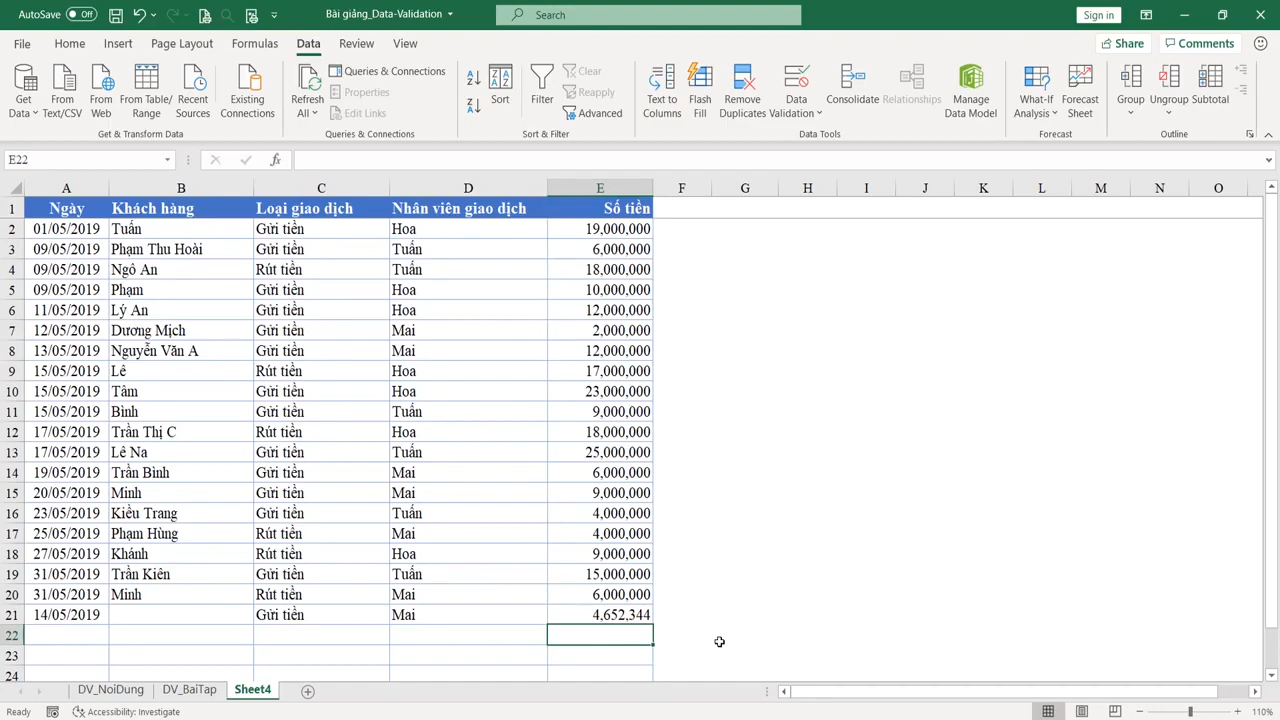 AutoSave Off Bài giảng_Data-Validation Search Sign in
File Home Insert Page Layout Formulas Data Review View Share Comments
Get Data From Text/CSV From Web From Table/Range Recent Sources Existing Connections
Get & Transform Data
Refresh All Queries & Connections
Properties
Edit Links
Queries & Connections
Sort Filter Clear
Reapply
Advanced
Sort & Filter
Text to Columns Flash Fill Remove Duplicates Data Validation Consolidate Relationships Manage Data Model
Data Tools
What-If Analysis Forecast Sheet
Forecast
Group Ungroup Subtotal
Outline
E22 fx
A B C D E F G H I J K L M N O
1 Ngày Khách hàng Loại giao dịch Nhân viên giao dịch Số tiền
2 01/05/2019 Tuấn Gửi tiền Hoa 19,000,000
3 09/05/2019 Phạm Thu Hoài Gửi tiền Tuấn 6,000,000
4 09/05/2019 Ngô An Rút tiền Tuấn 18,000,000
5 09/05/2019 Phạm Gửi tiền Hoa 10,000,000
6 11/05/2019 Lý An Gửi tiền Hoa 12,000,000
7 12/05/2019 Dương Mịch Gửi tiền Mai 2,000,000
8 13/05/2019 Nguyễn Văn A Gửi tiền Mai 12,000,000
9 15/05/2019 Lê Rút tiền Hoa 17,000,000
10 15/05/2019 Tâm Gửi tiền Hoa 23,000,000
11 15/05/2019 Bình Gửi tiền Tuấn 9,000,000
12 17/05/2019 Trần Thị C Rút tiền Hoa 18,000,000
13 17/05/2019 Lê Na Gửi tiền Tuấn 25,000,000
14 19/05/2019 Trần Bình Gửi tiền Mai 6,000,000
15 20/05/2019 Minh Gửi tiền Mai 9,000,000
16 23/05/2019 Kiều Trang Gửi tiền Tuấn 4,000,000
17 25/05/2019 Phạm Hùng Rút tiền Mai 4,000,000
18 27/05/2019 Khánh Rút tiền Hoa 9,000,000
19 31/05/2019 Trần Kiên Gửi tiền Tuấn 15,000,000
20 31/05/2019 Minh Rút tiền Mai 6,000,000
21 14/05/2019 Gửi tiền Mai 4,652,344
22
23
24
DV_NoiDung DV_BaiTap Sheet4
Ready Accessibility: Investigate 110%